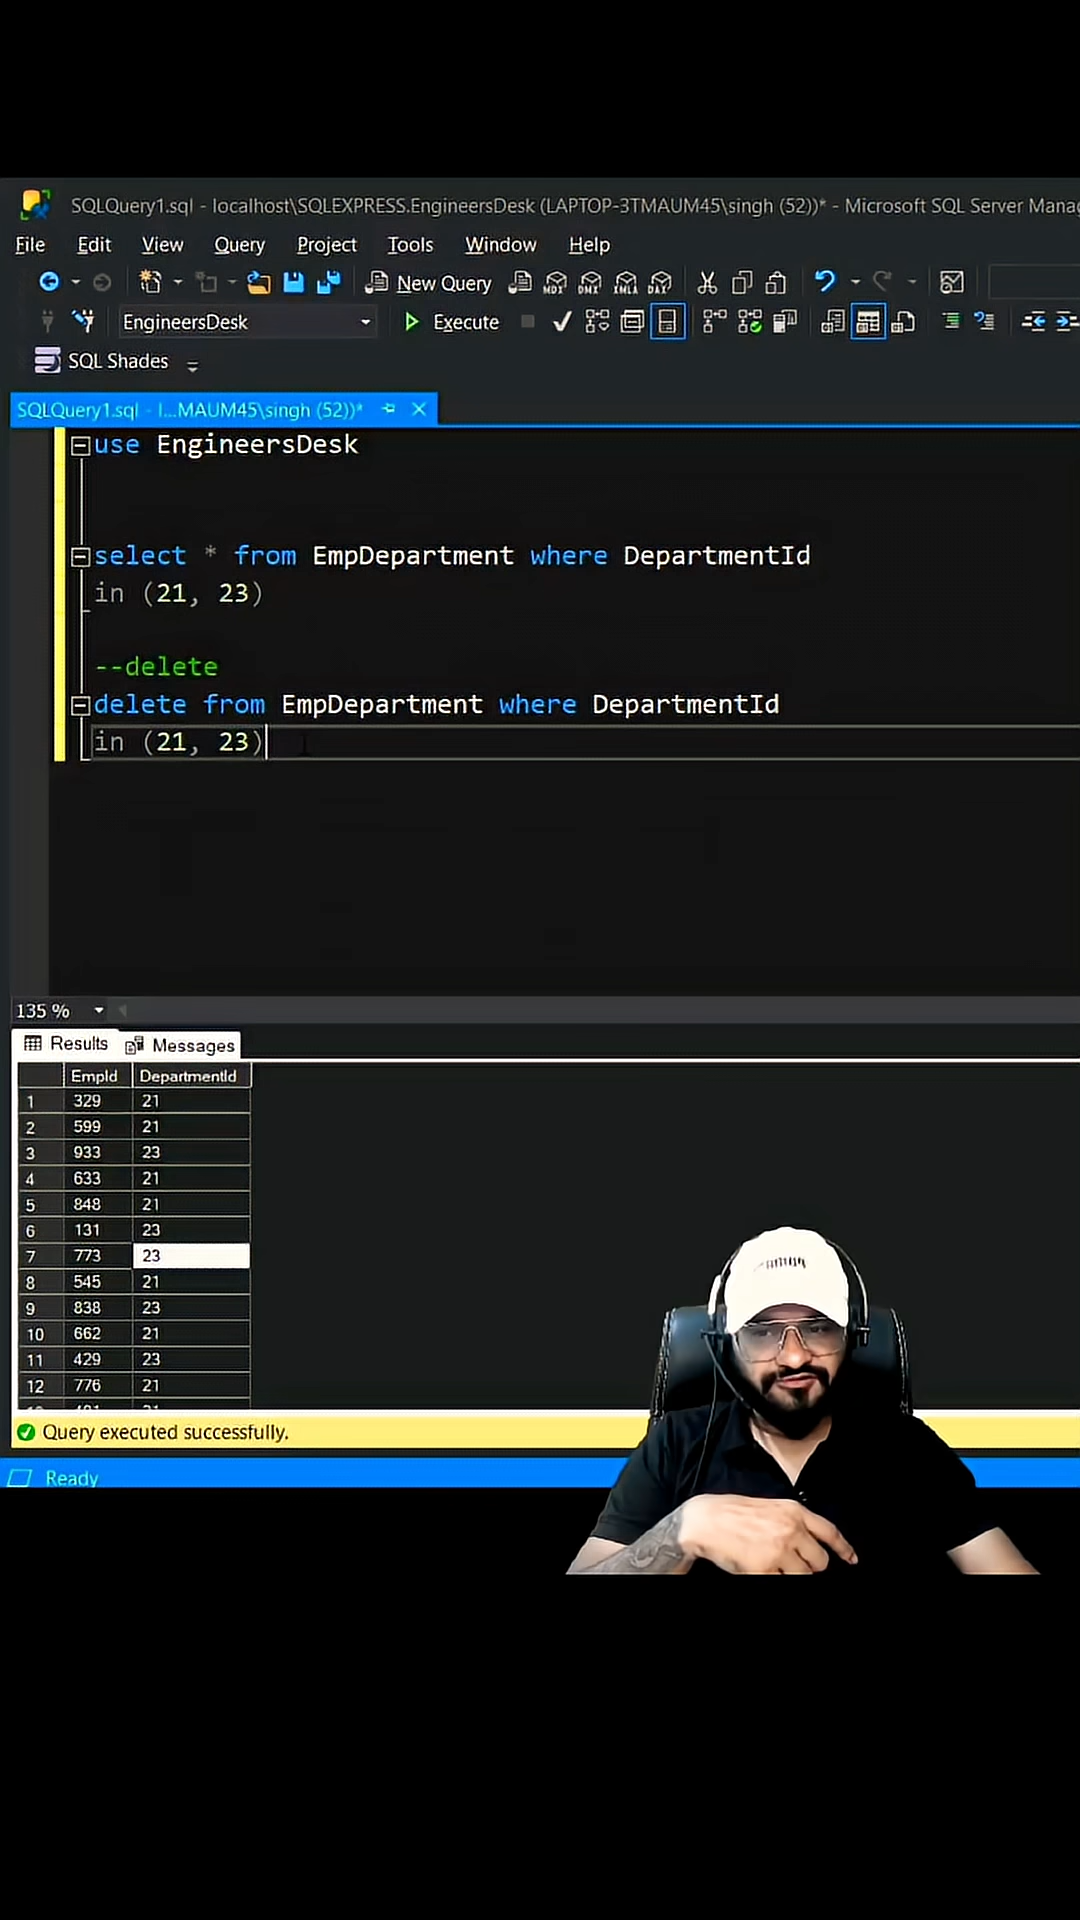 SQLQuery1.sql - localhost\SQLEXPRESS.EngineersDesk (LAPTOP-3TMAUM45\singh (52))* - Microsoft SQL Server Mana
File Edit View Query Project Tools Window Help
New Query MDX DMX XMLA DAX
EngineersDesk Execute
SQL Shades
SQLQuery1.sql - l...MAUM45\singh (52))*
use EngineersDesk
select * from EmpDepartment where DepartmentId
in (21, 23)
--delete
delete from EmpDepartment where DepartmentId
in (21, 23)
135 %
Results Messages
EmpId DepartmentId
1 329 21
2 599 21
3 933 23
4 633 21
5 848 21
6 131 23
7 773 23
8 545 21
9 838 23
10 662 21
11 429 23
12 776 21
Query executed successfully.
Ready